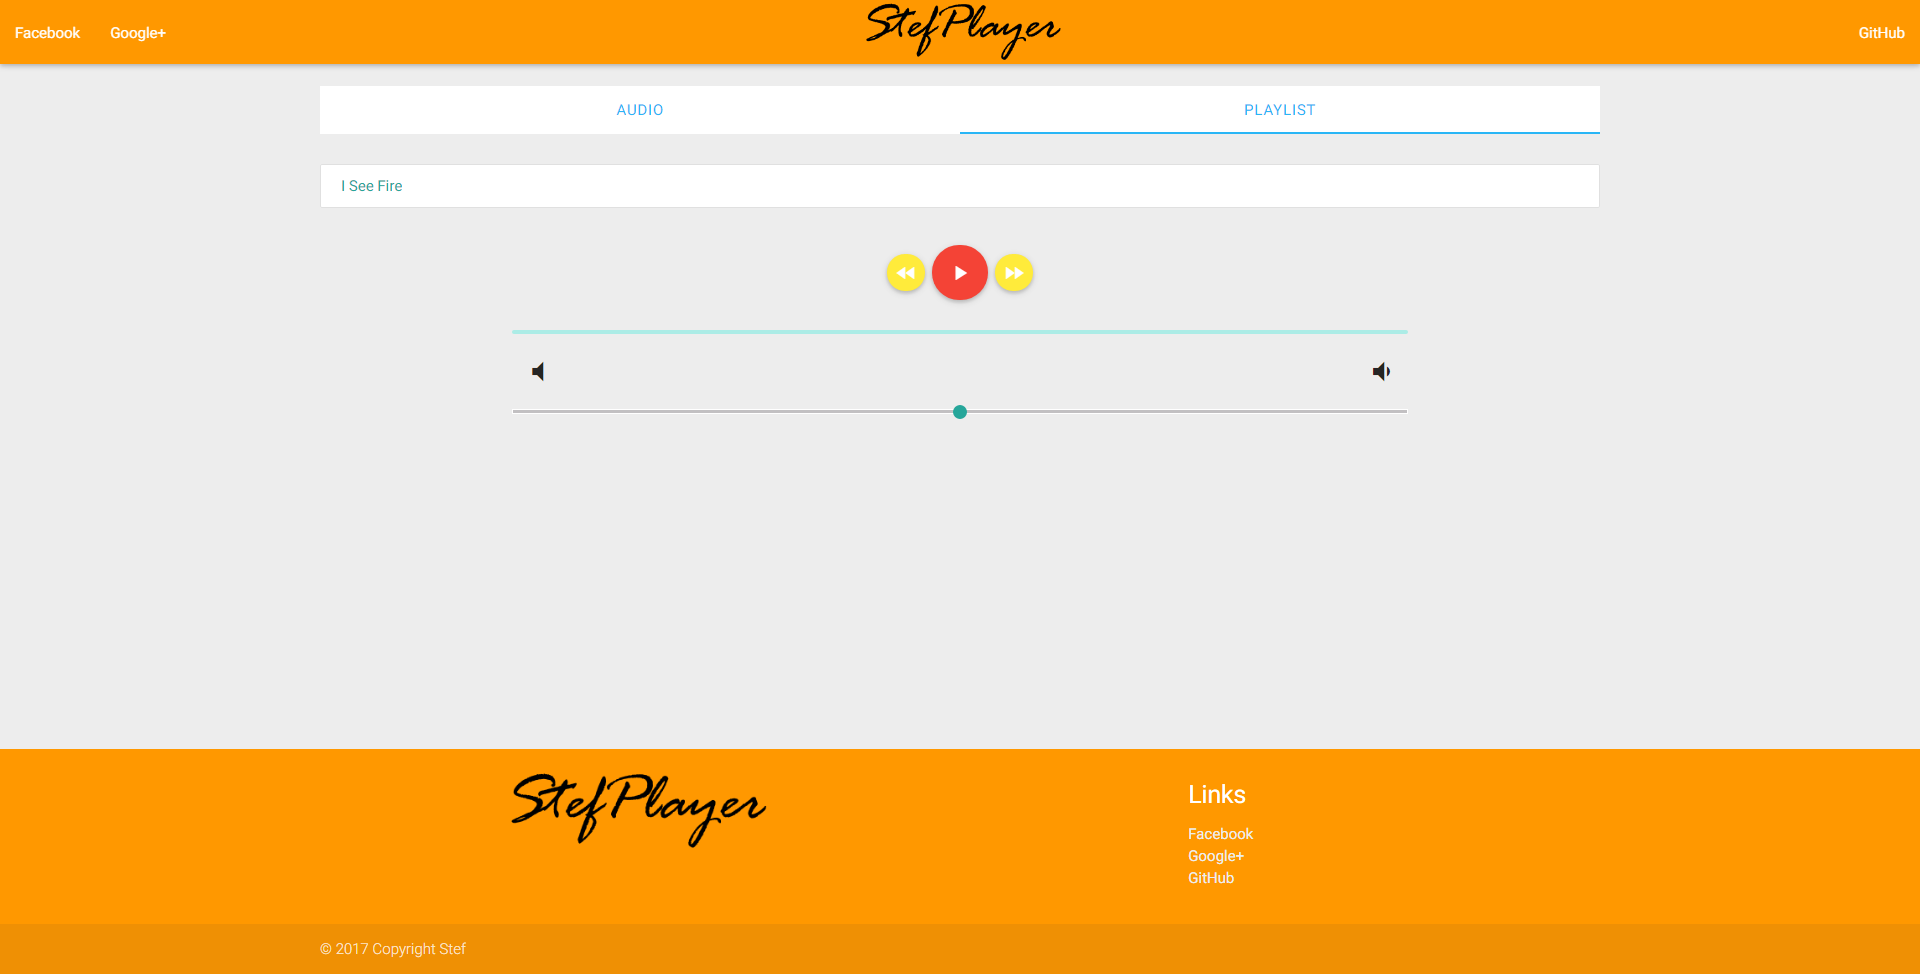 Facebook Google+ StefPlayer GitHub
AUDIO PLAYLIST
I See Fire
StefPlayer
Links
Facebook
Google+
GitHub
© 2017 Copyright Stef